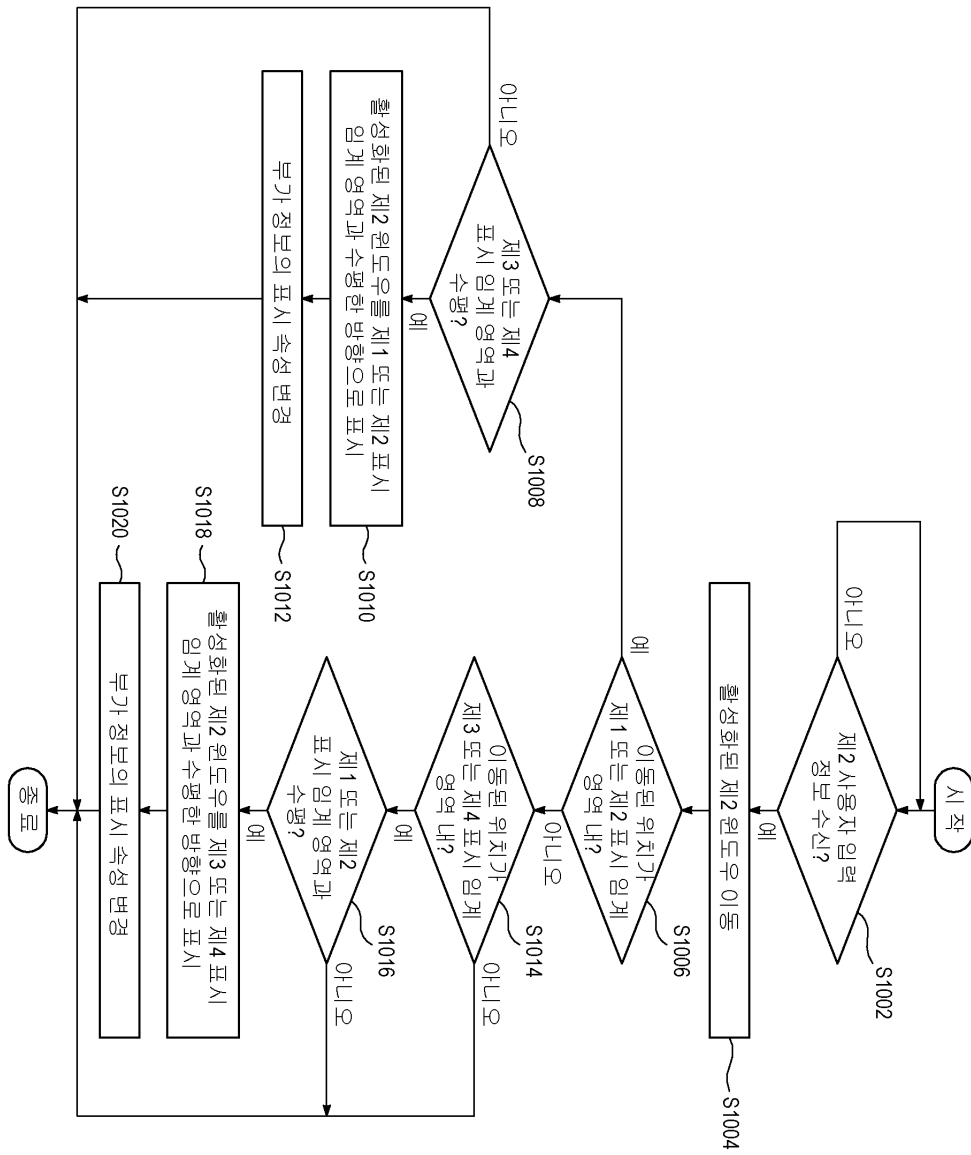 시 작
제2 사용자 입력
정보 수신?
S1002
아니오
예
활성화된 제2 윈도우 이동
S1004
이동된 위치가
제1 또는 제2 표시 임계
영역 내?
S1006
예
아니오
제3 또는 제4
표시 임계 영역과
수평?
S1008
아니오
예
활성화된 제2 윈도우를 제1 또는 제2 표시
임계 영역과 수평한 방향으로 표시
S1010
부가 정보의 표시 속성 변경
S1012
이동된 위치가
제3 또는 제4 표시 임계
영역 내?
S1014
아니오
예
제1 또는 제2
표시 임계 영역과
수평?
S1016
아니오
예
활성화된 제2 윈도우를 제3 또는 제4 표시
임계 영역과 수평한 방향으로 표시
S1018
부가 정보의 표시 속성 변경
S1020
종 료